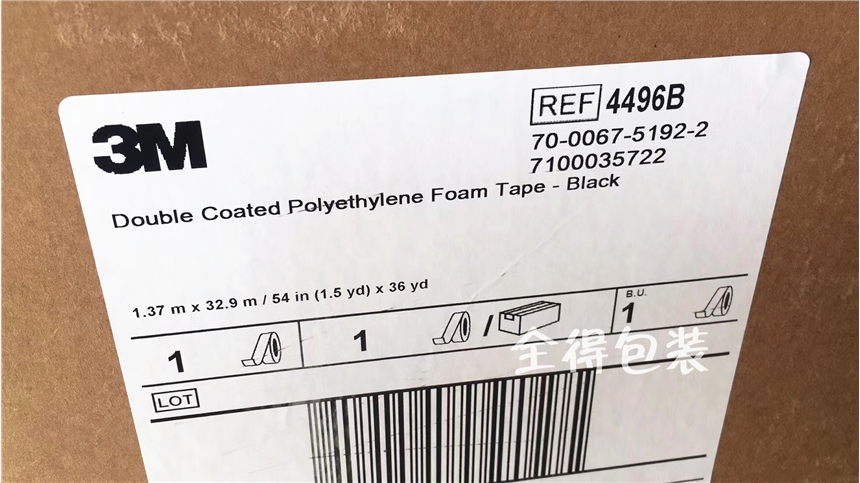 3M
REF 4496B
70-0067-5192-2
7100035722
Double Coated Polyethylene Foam Tape - Black
1.37 m x 32.9 m / 54 in (1.5 yd) x 36 yd
1
1 /
B.U.
1
全得包装
LOT